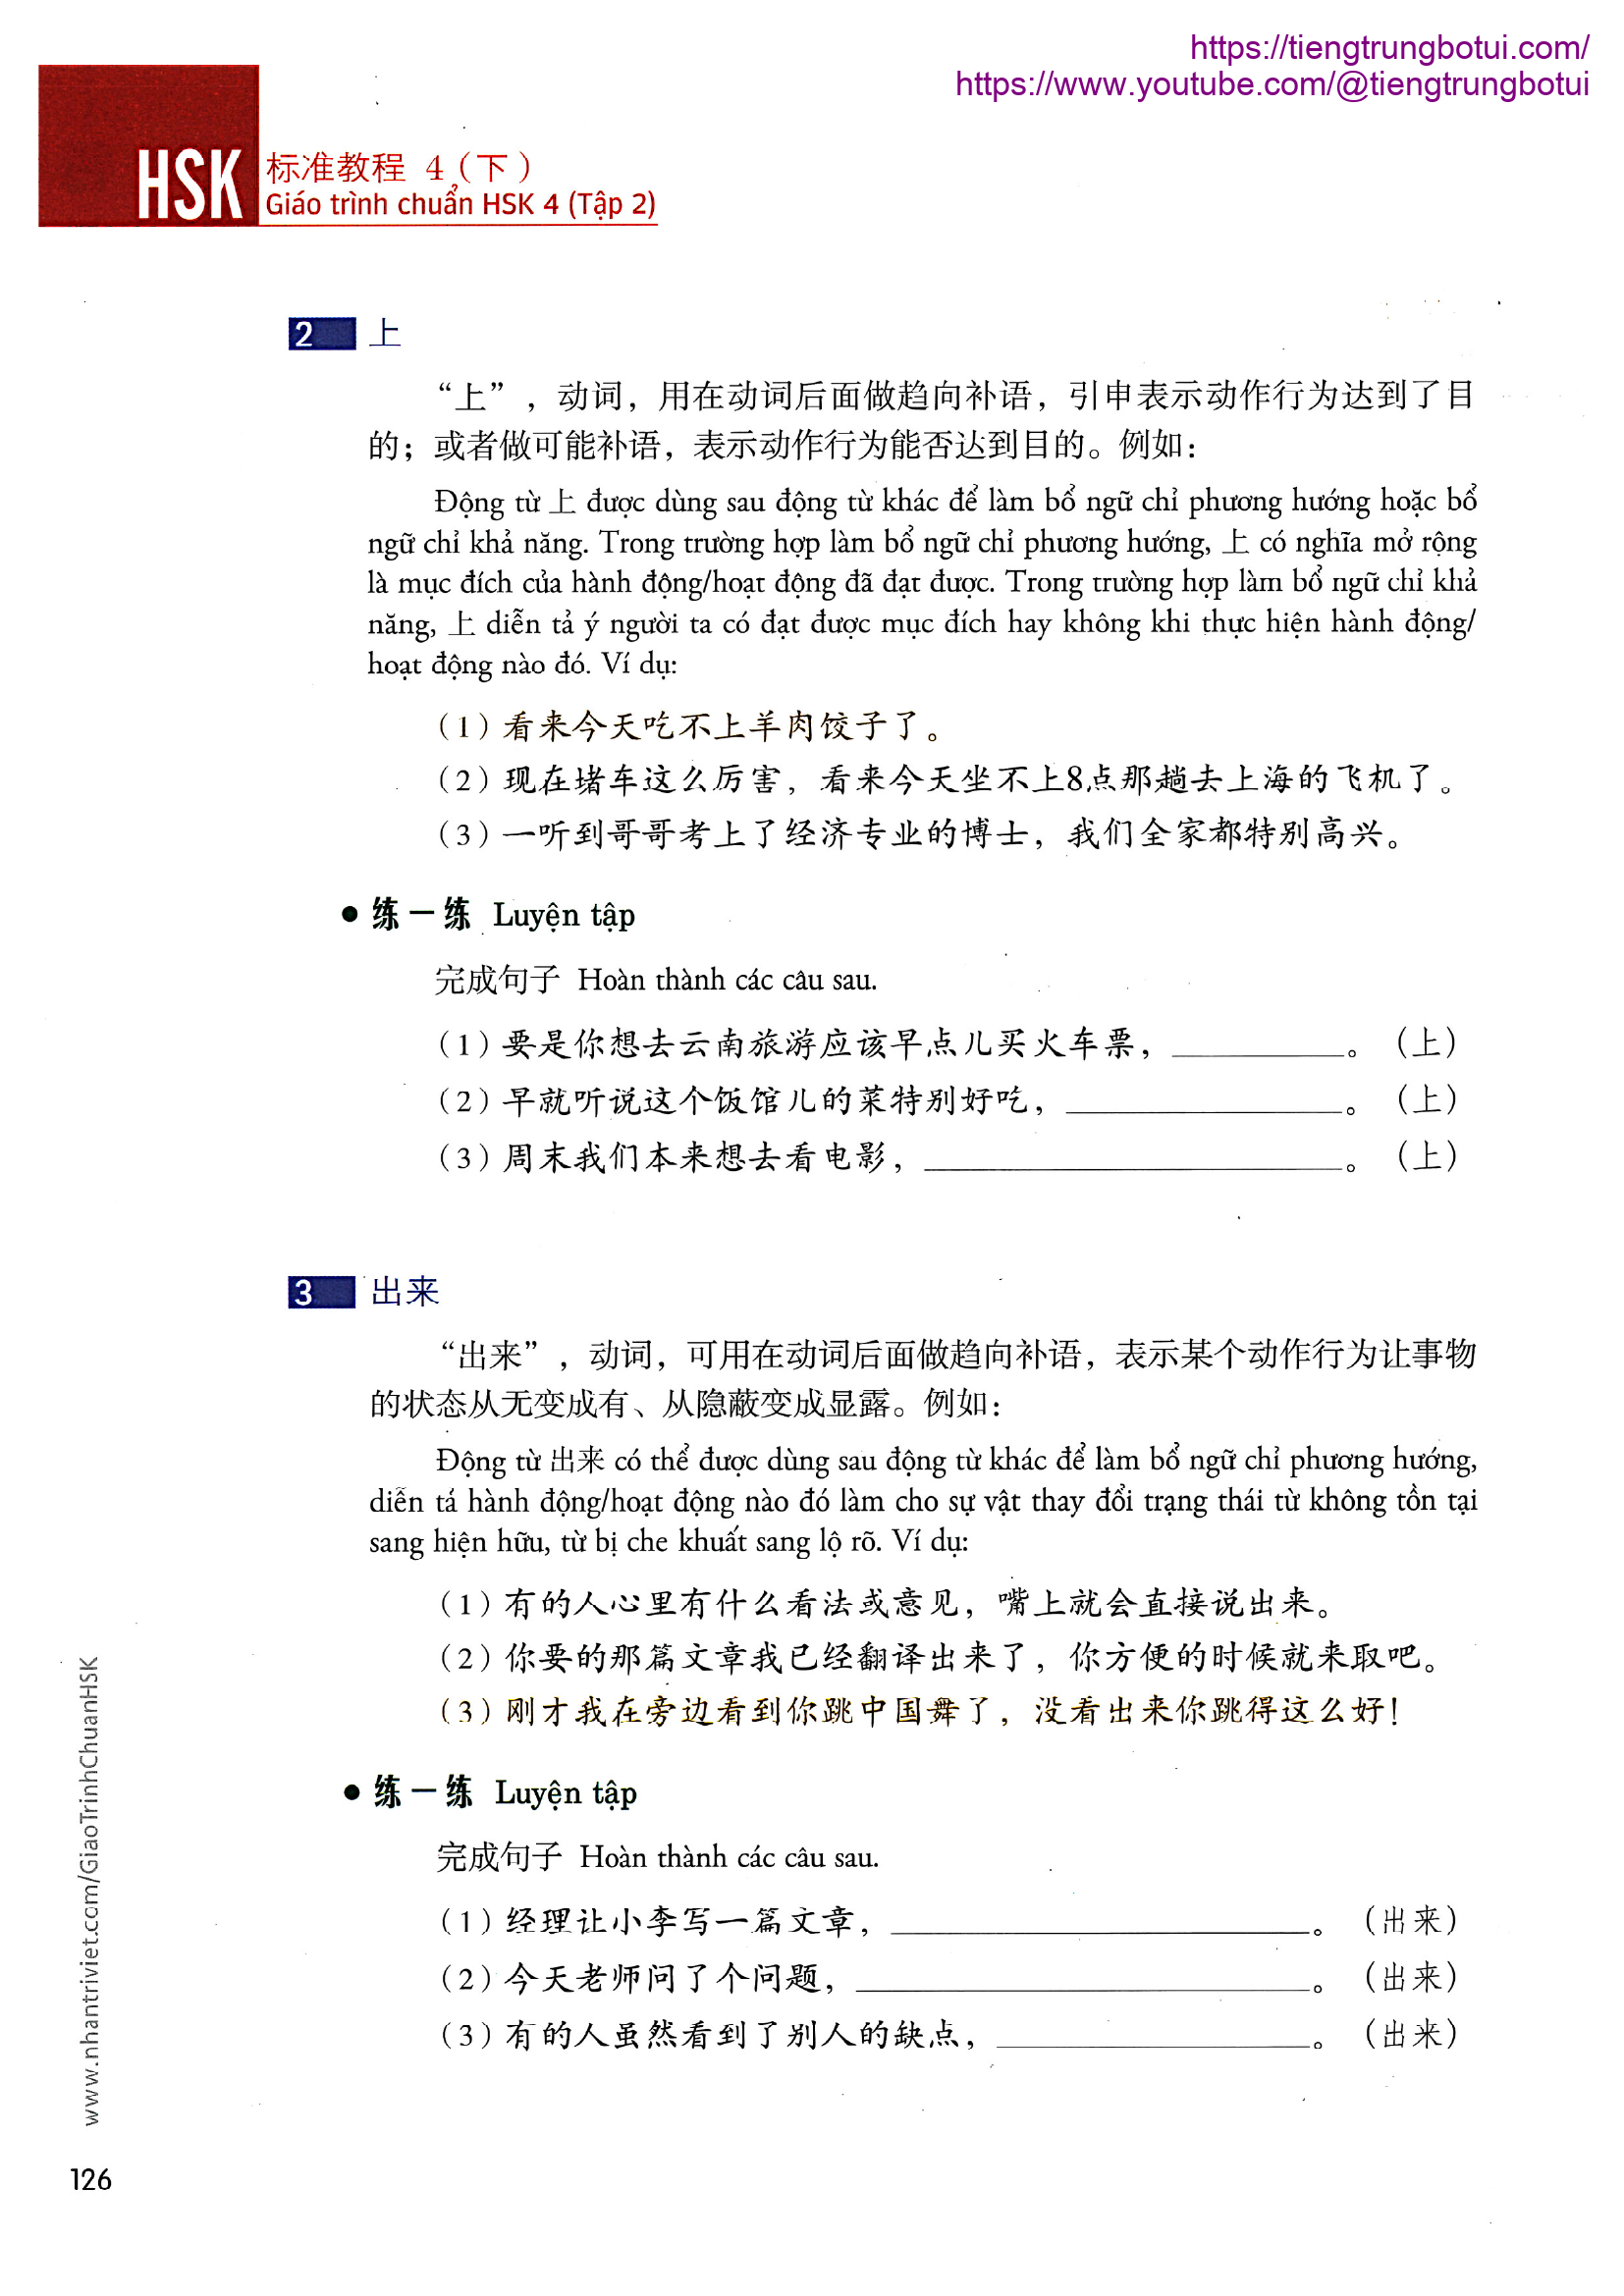 https://tiengtrungbotui.com/
https://www.youtube.com/@tiengtrungbotui
HSK 标准教程 4（下）
Giáo trình chuẩn HSK 4 (Tập 2)
2 上
“上”，动词，用在动词后面做趋向补语，引申表示动作行为达到了目
的；或者做可能补语，表示动作行为能否达到目的。例如：
Động từ 上 được dùng sau động từ khác để làm bổ ngữ chỉ phương hướng hoặc bổ
ngữ chỉ khả năng. Trong trường hợp làm bổ ngữ chỉ phương hướng, 上 có nghĩa mở rộng
là mục đích của hành động/hoạt động đã đạt được. Trong trường hợp làm bổ ngữ chỉ khả
năng, 上 diễn tả ý người ta có đạt được mục đích hay không khi thực hiện hành động/
hoạt động nào đó. Ví dụ:
（1）看来今天吃不上羊肉饺子了。
（2）现在堵车这么厉害，看来今天坐不上8点那趟去上海的飞机了。
（3）一听到哥哥考上了经济专业的博士，我们全家都特别高兴。
● 练一练 Luyện tập
完成句子 Hoàn thành các câu sau.
（1）要是你想去云南旅游应该早点儿买火车票，__________。（上）
（2）早就听说这个饭馆儿的菜特别好吃，________________。（上）
（3）周末我们本来想去看电影，________________________。（上）
3 出来
“出来”，动词，可用在动词后面做趋向补语，表示某个动作行为让事物
的状态从无变成有、从隐蔽变成显露。例如：
Động từ 出来 có thể được dùng sau động từ khác để làm bổ ngữ chỉ phương hướng,
diễn tả hành động/hoạt động nào đó làm cho sự vật thay đổi trạng thái từ không tồn tại
sang hiện hữu, từ bị che khuất sang lộ rõ. Ví dụ:
（1）有的人心里有什么看法或意见，嘴上就会直接说出来。
（2）你要的那篇文章我已经翻译出来了，你方便的时候就来取吧。
（3）刚才我在旁边看到你跳中国舞了，没看出来你跳得这么好！
● 练一练 Luyện tập
完成句子 Hoàn thành các câu sau.
（1）经理让小李写一篇文章，________________________。（出来）
（2）今天老师问了个问题，__________________________。（出来）
（3）有的人虽然看到了别人的缺点，__________________。（出来）
www.nhantriviet.com/GiaoTrinhChuanHSK
126